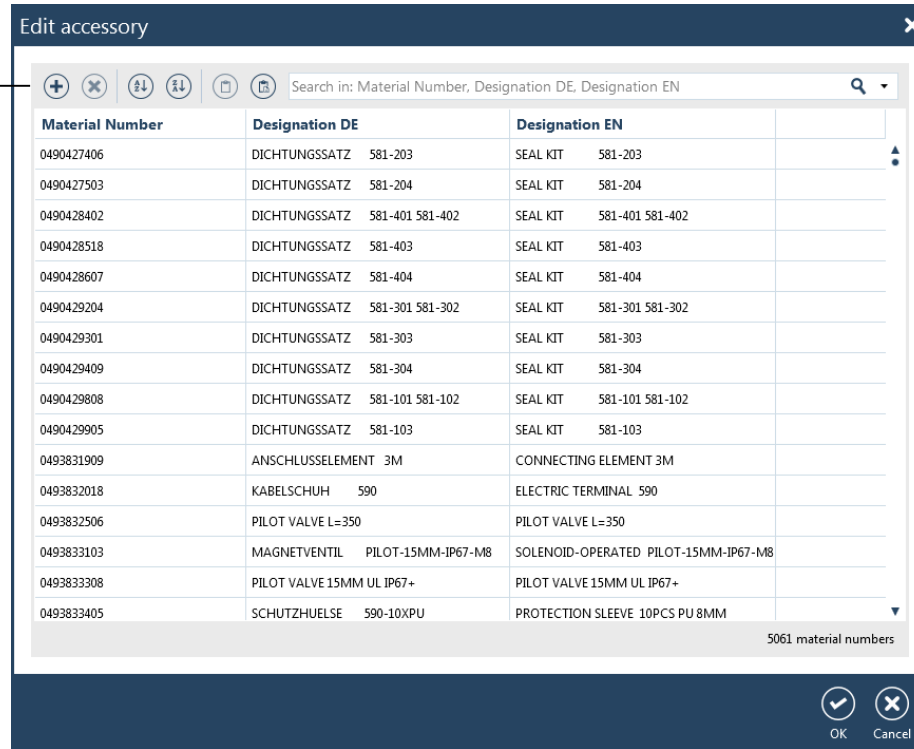 Edit accessory
Search in: Material Number, Designation DE, Designation EN
Material Number Designation DE Designation EN
0490427406 DICHTUNGSSATZ 581-203 SEAL KIT 581-203
0490427503 DICHTUNGSSATZ 581-204 SEAL KIT 581-204
0490428402 DICHTUNGSSATZ 581-401 581-402 SEAL KIT 581-401 581-402
0490428518 DICHTUNGSSATZ 581-403 SEAL KIT 581-403
0490428607 DICHTUNGSSATZ 581-404 SEAL KIT 581-404
0490429204 DICHTUNGSSATZ 581-301 581-302 SEAL KIT 581-301 581-302
0490429301 DICHTUNGSSATZ 581-303 SEAL KIT 581-303
0490429409 DICHTUNGSSATZ 581-304 SEAL KIT 581-304
0490429808 DICHTUNGSSATZ 581-101 581-102 SEAL KIT 581-101 581-102
0490429905 DICHTUNGSSATZ 581-103 SEAL KIT 581-103
0493831909 ANSCHLUSSELEMENT 3M CONNECTING ELEMENT 3M
0493832018 KABELSCHUH 590 ELECTRIC TERMINAL 590
0493832506 PILOT VALVE L=350 PILOT VALVE L=350
0493833103 MAGNETVENTIL PILOT-15MM-IP67-M8 SOLENOID-OPERATED PILOT-15MM-IP67-M8
0493833308 PILOT VALVE 15MM UL IP67+ PILOT VALVE 15MM UL IP67+
0493833405 SCHUTZHUELSE 590-10XPU PROTECTION SLEEVE 10PCS PU 8MM
5061 material numbers
OK Cancel